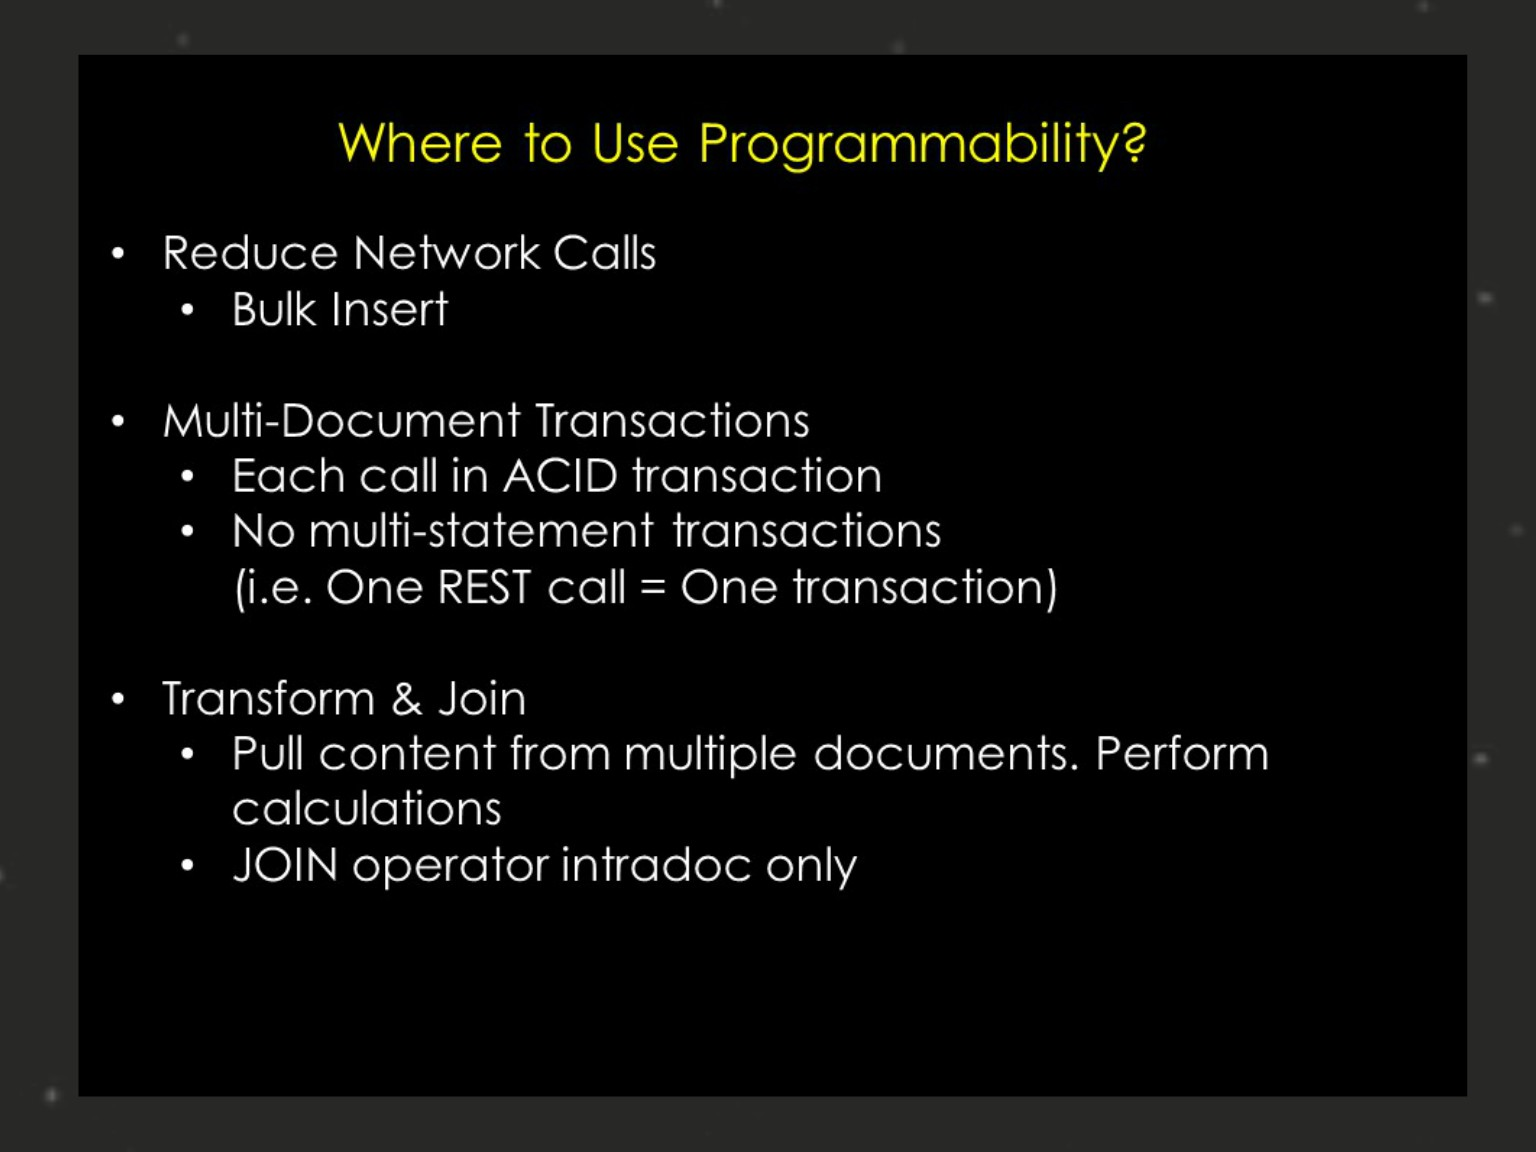 Where to Use Programmability?
• Reduce Network Calls
• Bulk Insert
• Multi-Document Transactions
• Each call in ACID transaction
• No multi-statement transactions
(i.e. One REST call = One transaction)
• Transform & Join
• Pull content from multiple documents. Perform
calculations
• JOIN operator intradoc only